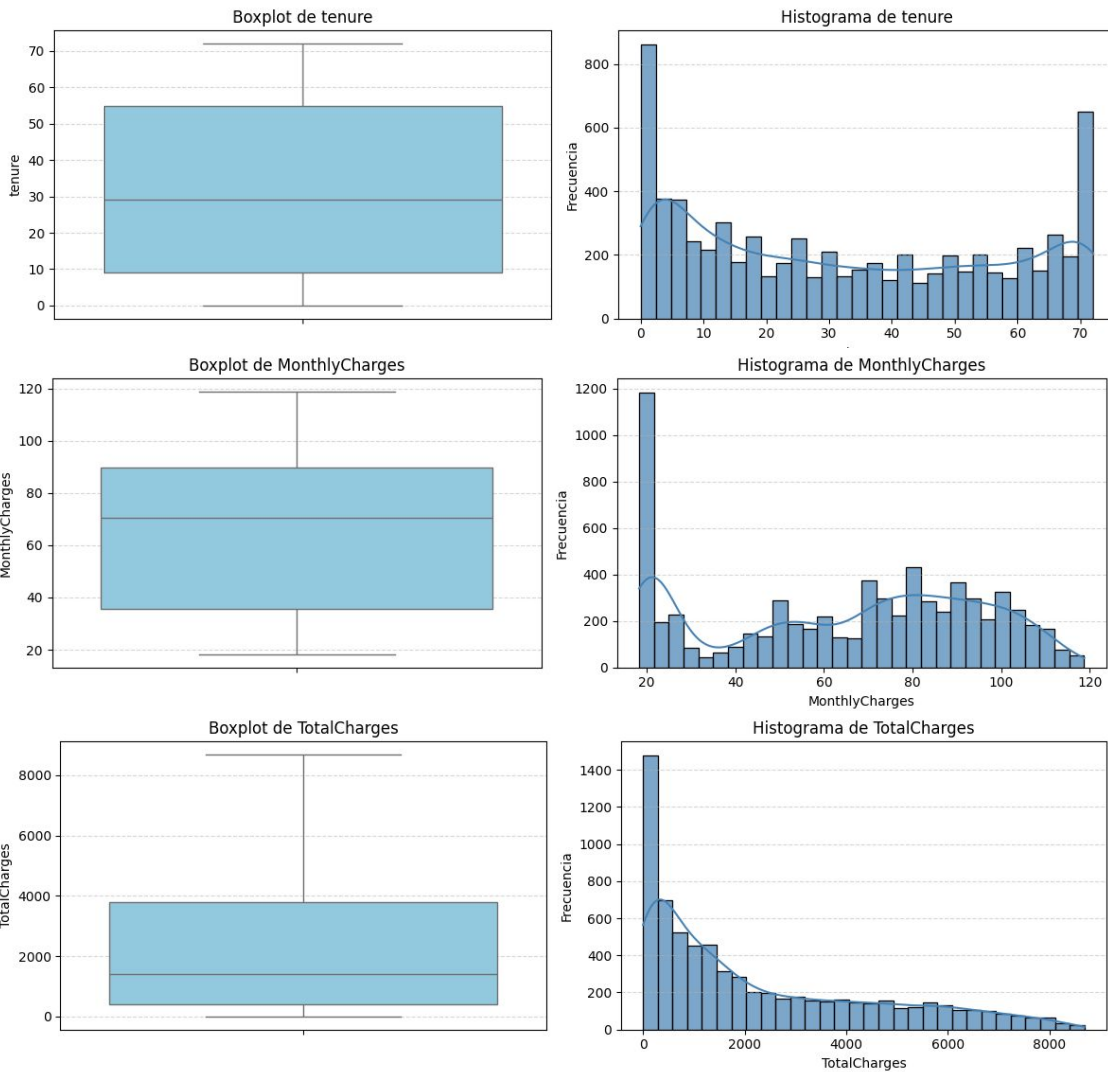 Boxplot de tenure
70
60
50
40
30
20
10
0
tenure
Histograma de tenure
800
600
400
200
0
Frecuencia
0 10 20 30 40 50 60 70
Boxplot de MonthlyCharges
120
100
80
60
40
20
MonthlyCharges
Histograma de MonthlyCharges
1200
1000
800
600
400
200
0
Frecuencia
20 40 60 80 100 120
MonthlyCharges
Boxplot de TotalCharges
8000
6000
4000
2000
0
TotalCharges
Histograma de TotalCharges
1400
1200
1000
800
600
400
200
0
Frecuencia
0 2000 4000 6000 8000
TotalCharges